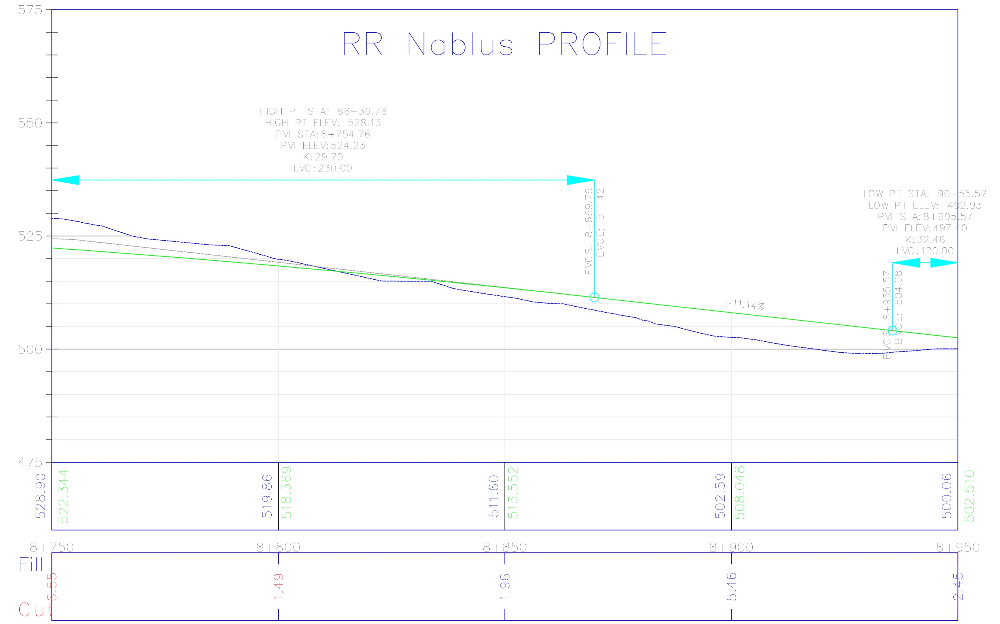 575
RR Nablus PROFILE
HIGH PT STA: 86+39.76
HIGH PT ELEV: 528.13
PVI STA:8+754.76
PVI ELEV:524.23
K:29.70
LVC:230.00
550
EVCS: 8+869.76
EVCE: 511.42
LOW PT STA: 90+55.57
LOW PT ELEV: 492.93
PVI STA:8+995.57
PVI ELEV:497.40
K:32.46
LVC:120.00
525
BVCS: 8+935.57
BVCE: 504.08
-11.14%
500
475
528.90
522.344
519.86
518.369
511.60
513.552
502.59
508.048
500.06
502.510
8+750
8+800
8+850
8+900
8+950
Fill
6.55
1.49
1.96
5.46
2.45
Cut